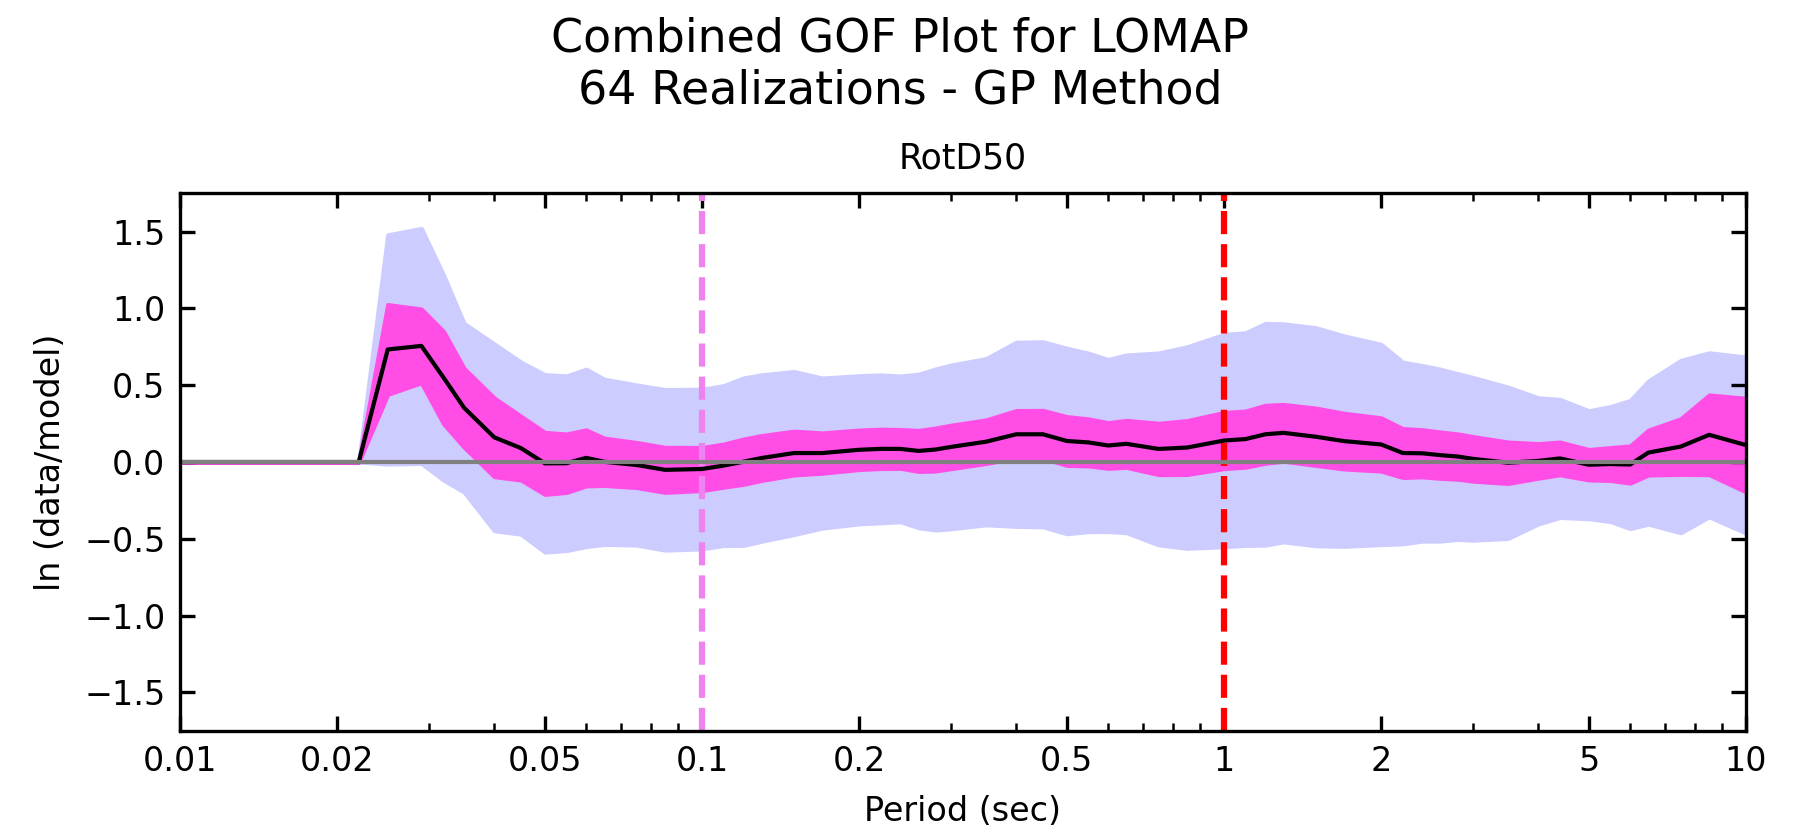 Combined GOF Plot for LOMAP
64 Realizations - GP Method
RotD50
1.5
1.0
0.5
0.0
−0.5
−1.0
−1.5
ln (data/model)
0.01 0.02 0.05 0.1 0.2 0.5 1 2 5 10
Period (sec)